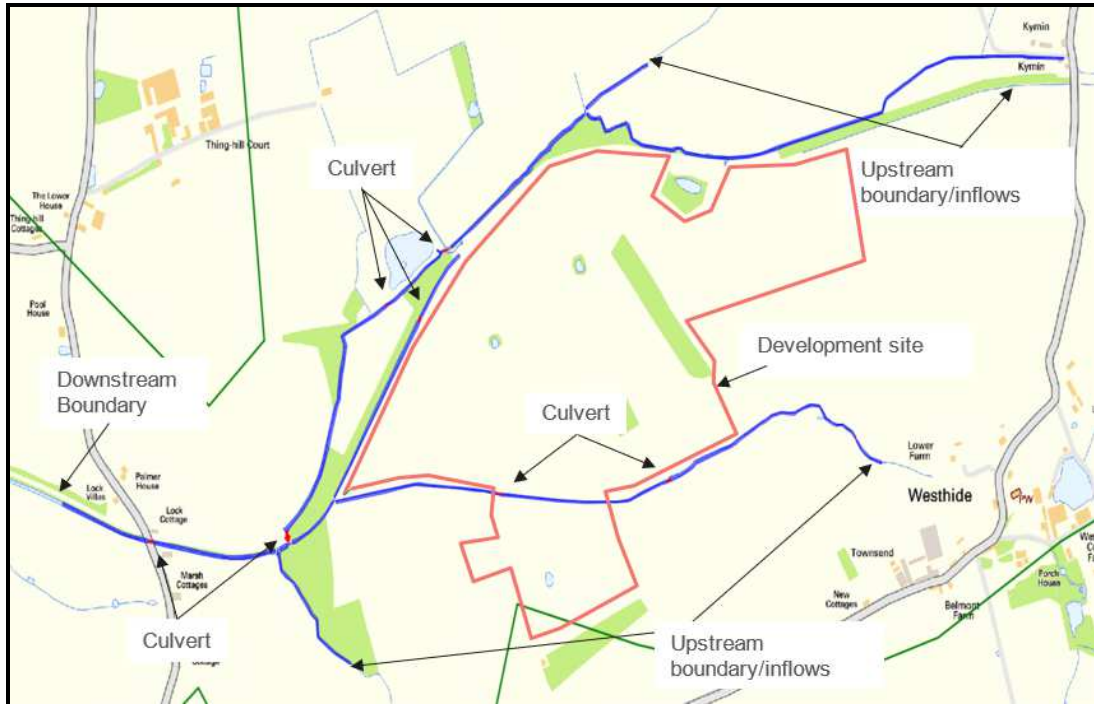 Kymin
Kymin
Thing-hill Court
Culvert
Upstream
boundary/inflows
The Lower
House
Thing-hill
Cottages
Pool
House
Development site
Downstream
Boundary
Culvert
Lower
Farm
Palmer
House
Lock
Villas
Westhide
Lock
Cottage
PW
Townsend
Marsh
Cottages
Porch
House
New
Cottages
Belmont
Farm
Culvert
Upstream
boundary/inflows